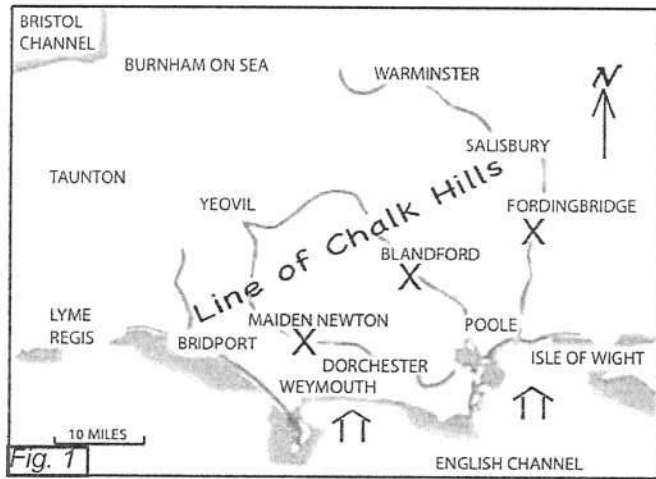 BRISTOL
CHANNEL
BURNHAM ON SEA
WARMINSTER
N
SALISBURY
TAUNTON
YEOVIL
FORDINGBRIDGE
X
Line of Chalk Hills
BLANDFORD
X
LYME
REGIS
MAIDEN NEWTON
X
POOLE
BRIDPORT
DORCHESTER
ISLE OF WIGHT
WEYMOUTH
10 MILES
Fig. 1
ENGLISH CHANNEL